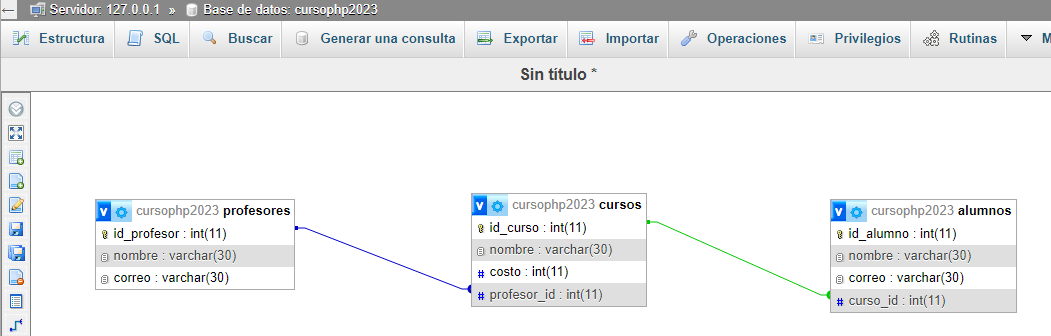 Servidor: 127.0.0.1 » Base de datos: cursophp2023
Estructura SQL Buscar Generar una consulta Exportar Importar Operaciones Privilegios Rutinas M
Sin título *
v cursophp2023 profesores
id_profesor : int(11)
nombre : varchar(30)
correo : varchar(30)
v cursophp2023 cursos
id_curso : int(11)
nombre : varchar(30)
# costo : int(11)
# profesor_id : int(11)
v cursophp2023 alumnos
id_alumno : int(11)
nombre : varchar(30)
correo : varchar(30)
# curso_id : int(11)